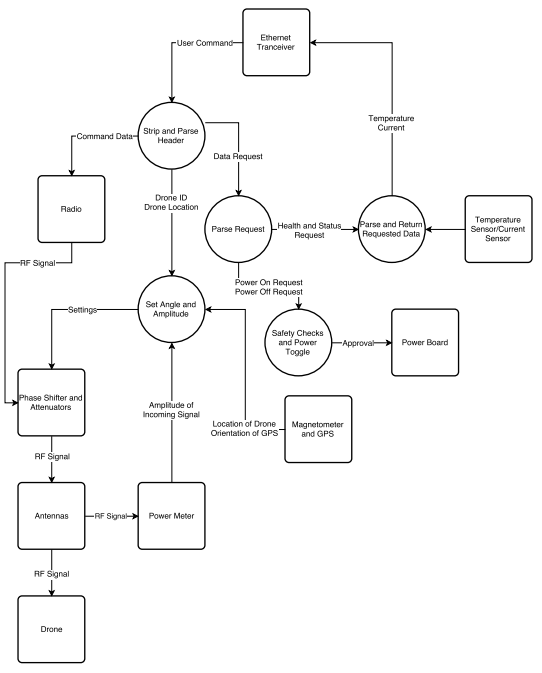 Ethernet
Tranceiver
User Command
Temperature
Current
Strip and Parse
Header
Command Data
Data Request
Drone ID
Drone Location
Radio
Parse Request
Health and Status
Request
Parse and Return
Requested Data
Temperature
Sensor/Current
Sensor
RF Signal
Power On Request
Power Off Request
Set Angle and
Amplitude
Settings
Safety Checks
and Power
Toggle
Approval
Power Board
Phase Shifter and
Attenuators
Amplitude of
Incoming Signal
Location of Drone
Orientation of GPS
Magnetometer
and GPS
RF Signal
Antennas
RF Signal
Power Meter
RF Signal
Drone